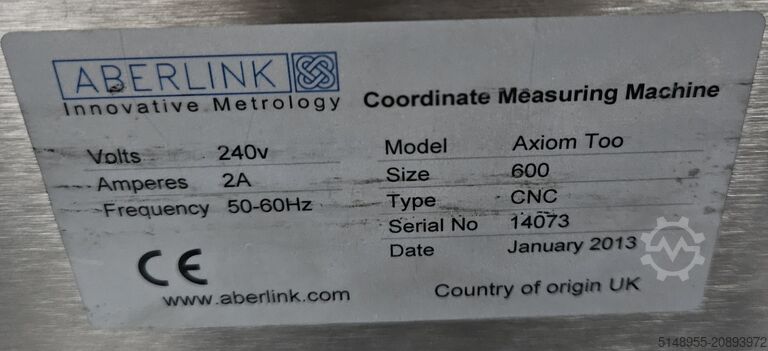 ABERLINK
Innovative Metrology
Coordinate Measuring Machine
Volts 240v
Amperes 2A
Frequency 50-60Hz
Model Axiom Too
Size 600
Type CNC
Serial No 14073
Date January 2013
CE
www.aberlink.com
Country of origin UK
5148955-20893972